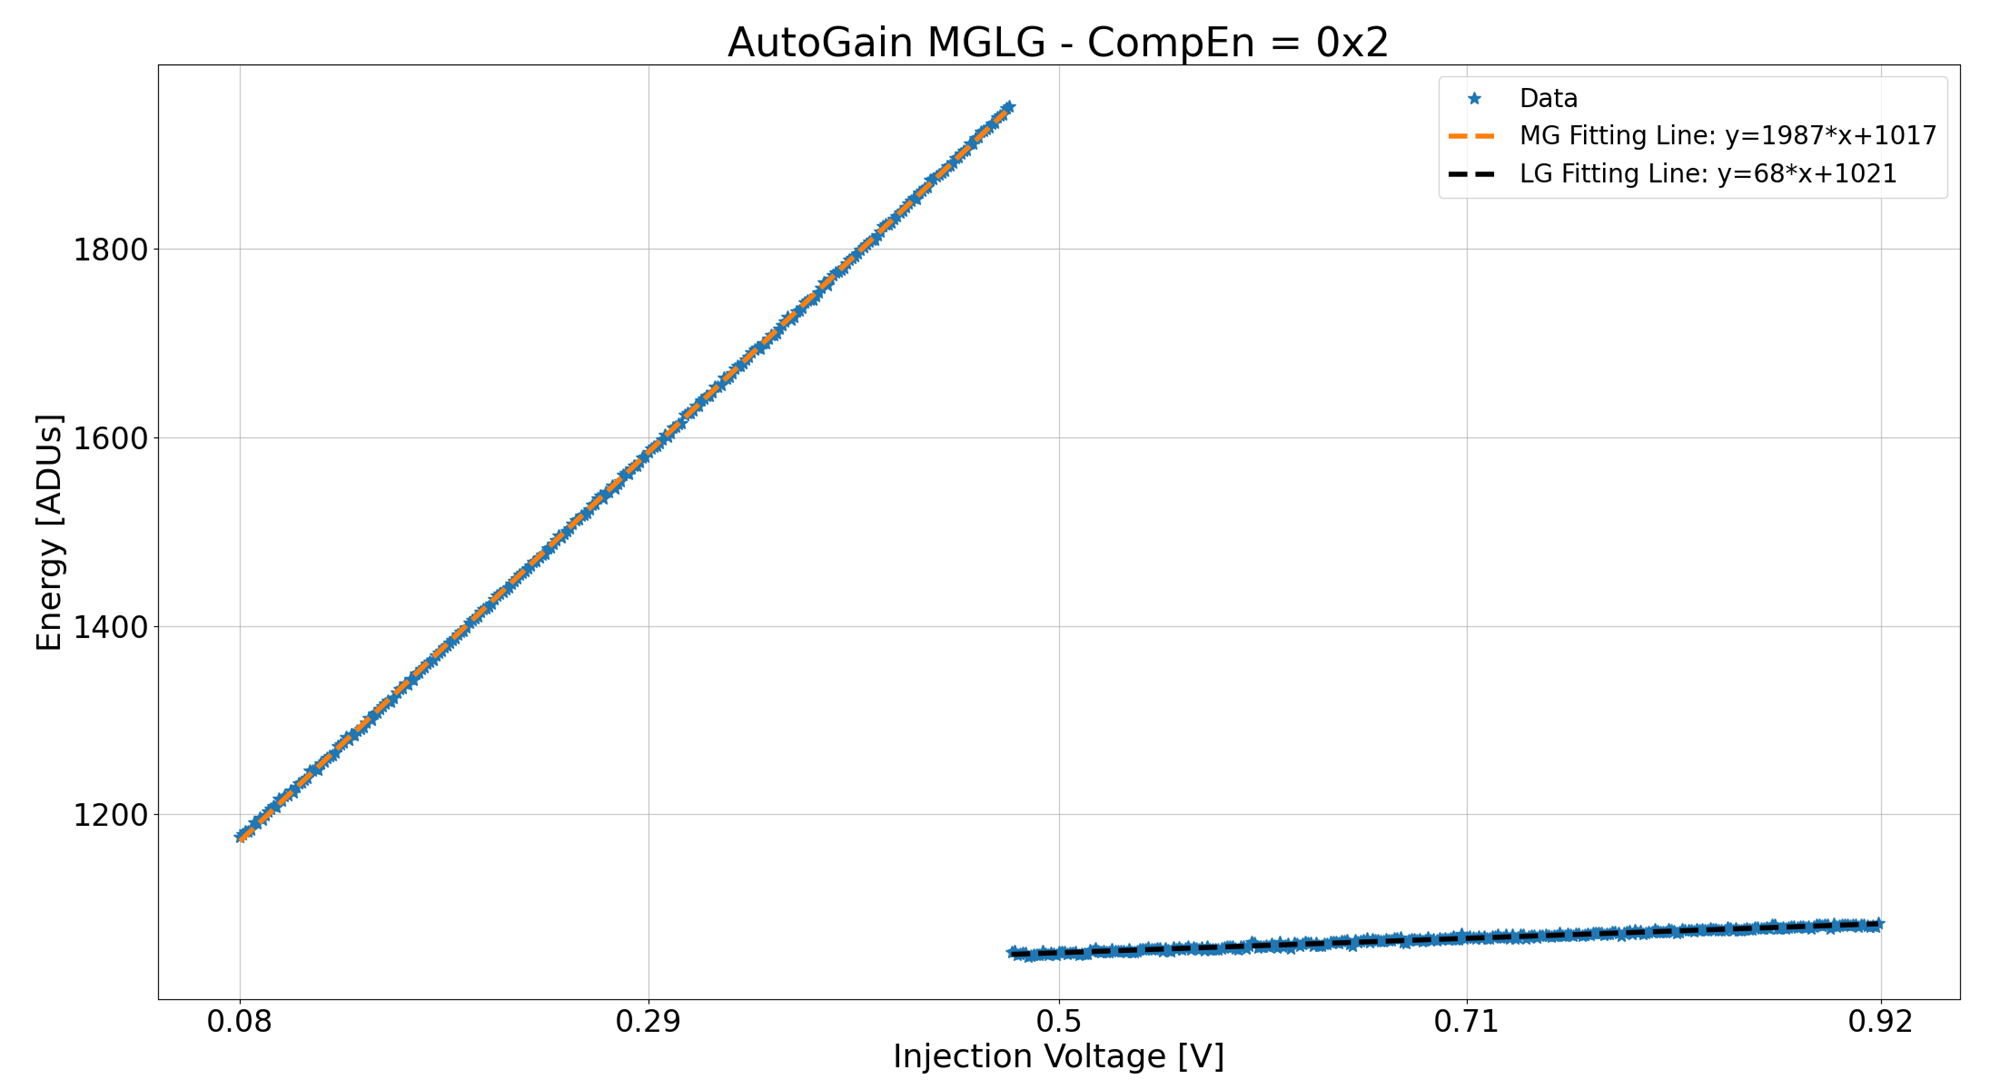 AutoGain MGLG - CompEn = 0x2
Data
MG Fitting Line: y=1987*x+1017
LG Fitting Line: y=68*x+1021
Energy [ADUs]
1800
1600
1400
1200
0.08 0.29 0.5 0.71 0.92
Injection Voltage [V]